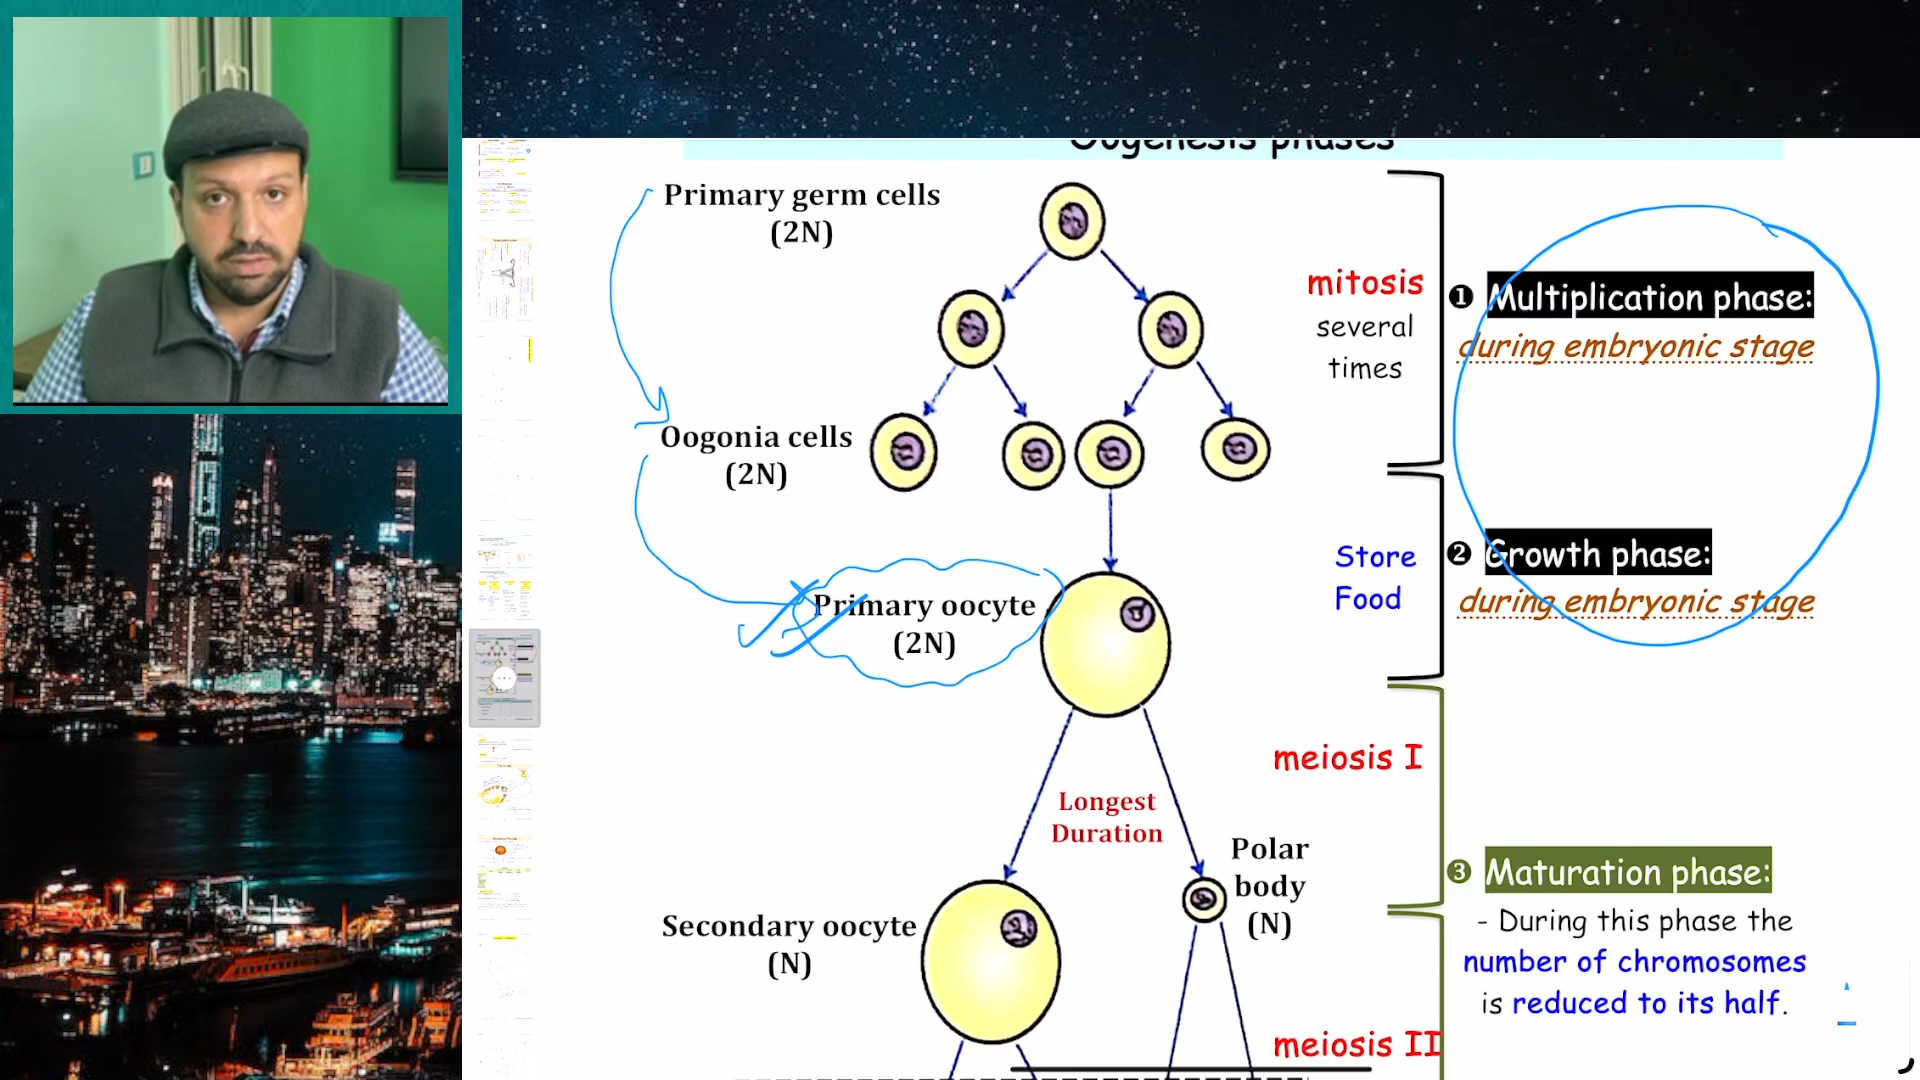 Oogenesis phases
Primary germ cells
(2N)
mitosis
several
times
❶ Multiplication phase:
during embryonic stage
Oogonia cells
(2N)
Store
Food
❷ Growth phase:
during embryonic stage
Primary oocyte
(2N)
meiosis I
Longest
Duration
Polar
body
(N)
❸ Maturation phase:
- During this phase the
number of chromosomes
is reduced to its half.
Secondary oocyte
(N)
meiosis II